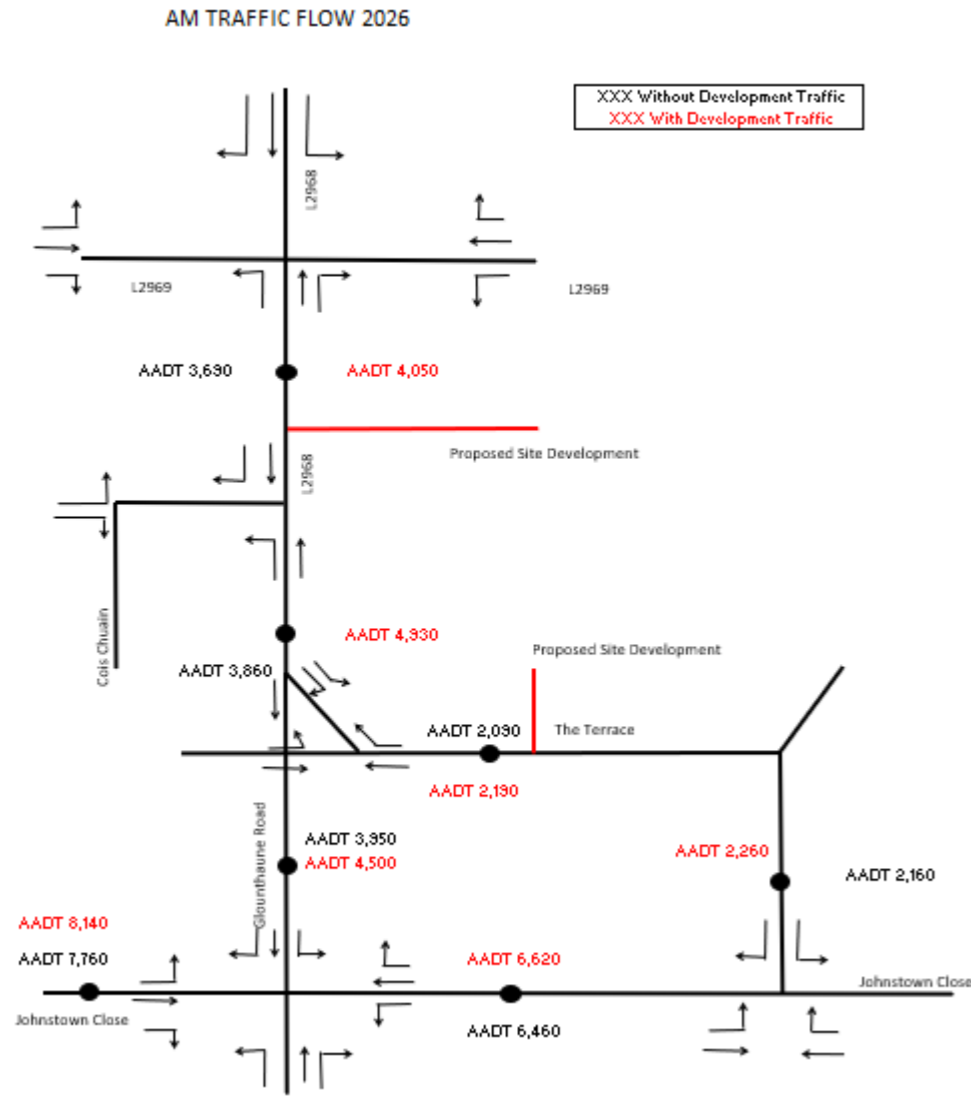 AM TRAFFIC FLOW 2026
XXX Without Development Traffic
XXX With Development Traffic
L2968
L2969
L2969
AADT 3,690
AADT 4,050
Proposed Site Development
L2968
Cois Chuain
AADT 4,930
AADT 3,860
Proposed Site Development
AADT 2,090
The Terrace
AADT 2,190
Glounthaune Road
AADT 3,950
AADT 4,500
AADT 2,260
AADT 2,160
AADT 8,140
AADT 7,760
AADT 6,620
Johnstown Close
Johnstown Close
AADT 6,460